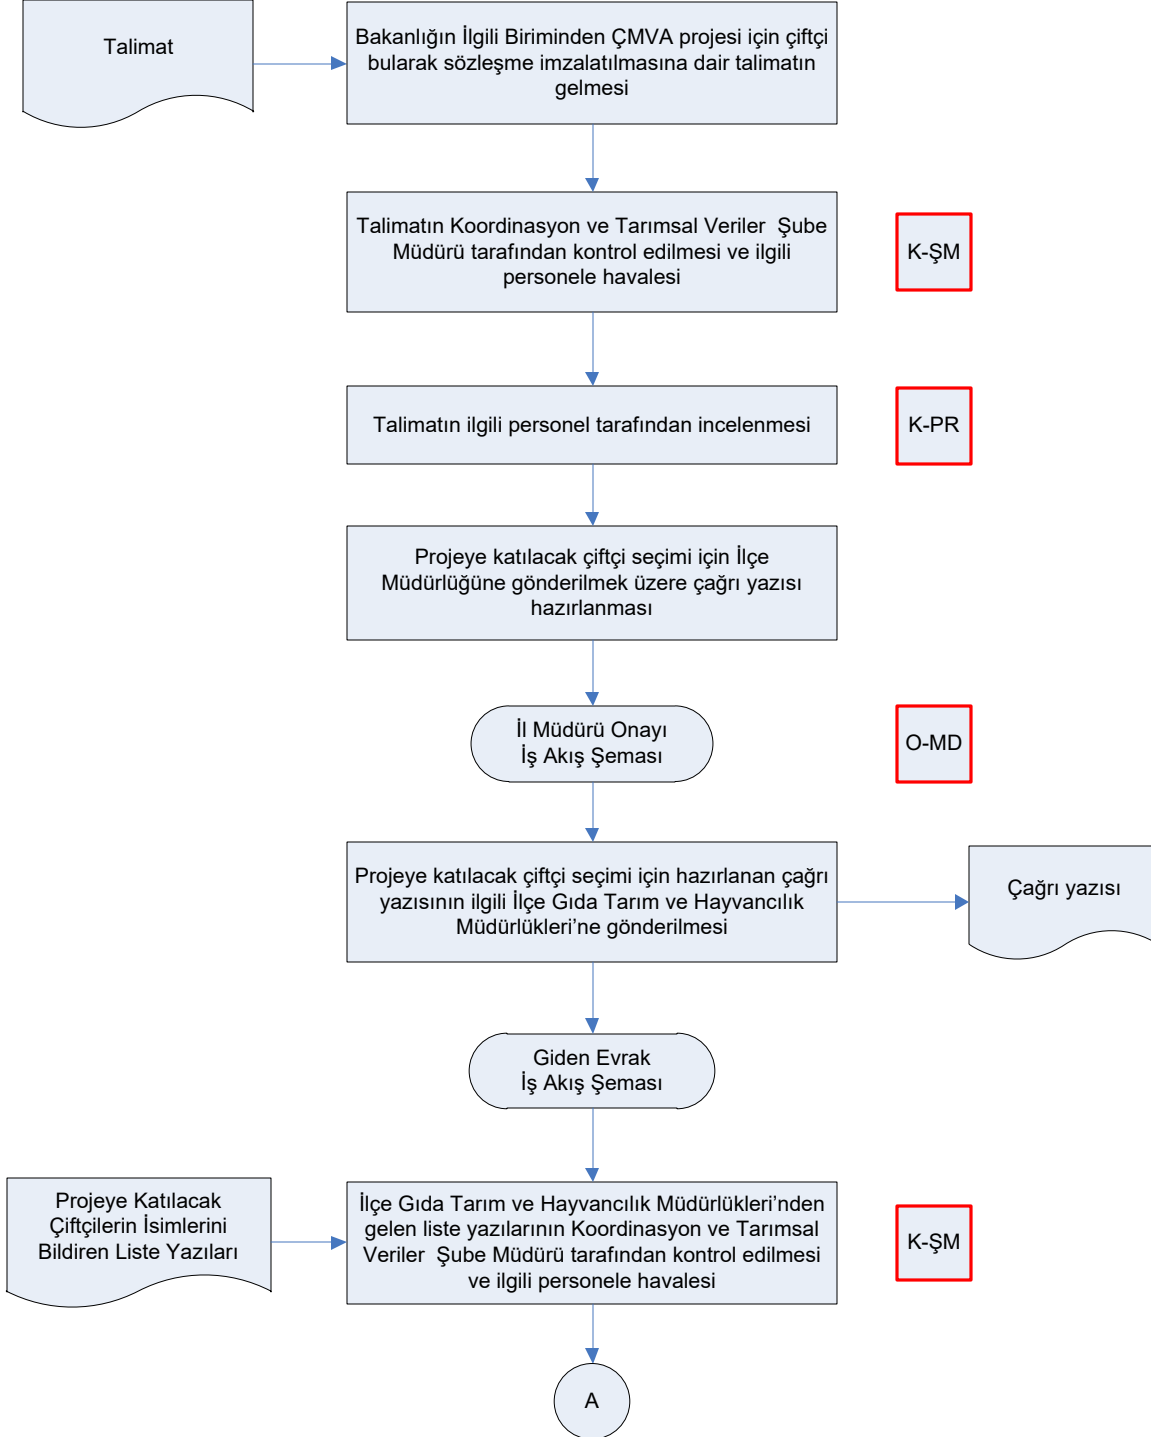 Talimat
Bakanlığın İlgili Biriminden ÇMVA projesi için çiftçi
bularak sözleşme imzalatılmasına dair talimatın
gelmesi
Talimatın Koordinasyon ve Tarımsal Veriler  Şube
Müdürü tarafından kontrol edilmesi ve ilgili
personele havalesi
K-ŞM
Talimatın ilgili personel tarafından incelenmesi
K-PR
Projeye katılacak çiftçi seçimi için İlçe
Müdürlüğüne gönderilmek üzere çağrı yazısı
hazırlanması
İl Müdürü Onayı
İş Akış Şeması
O-MD
Projeye katılacak çiftçi seçimi için hazırlanan çağrı
yazısının ilgili İlçe Gıda Tarım ve Hayvancılık
Müdürlükleri’ne gönderilmesi
Çağrı yazısı
Giden Evrak
İş Akış Şeması
Projeye Katılacak
Çiftçilerin İsimlerini
Bildiren Liste Yazıları
İlçe Gıda Tarım ve Hayvancılık Müdürlükleri’nden
gelen liste yazılarının Koordinasyon ve Tarımsal
Veriler  Şube Müdürü tarafından kontrol edilmesi
ve ilgili personele havalesi
K-ŞM
A